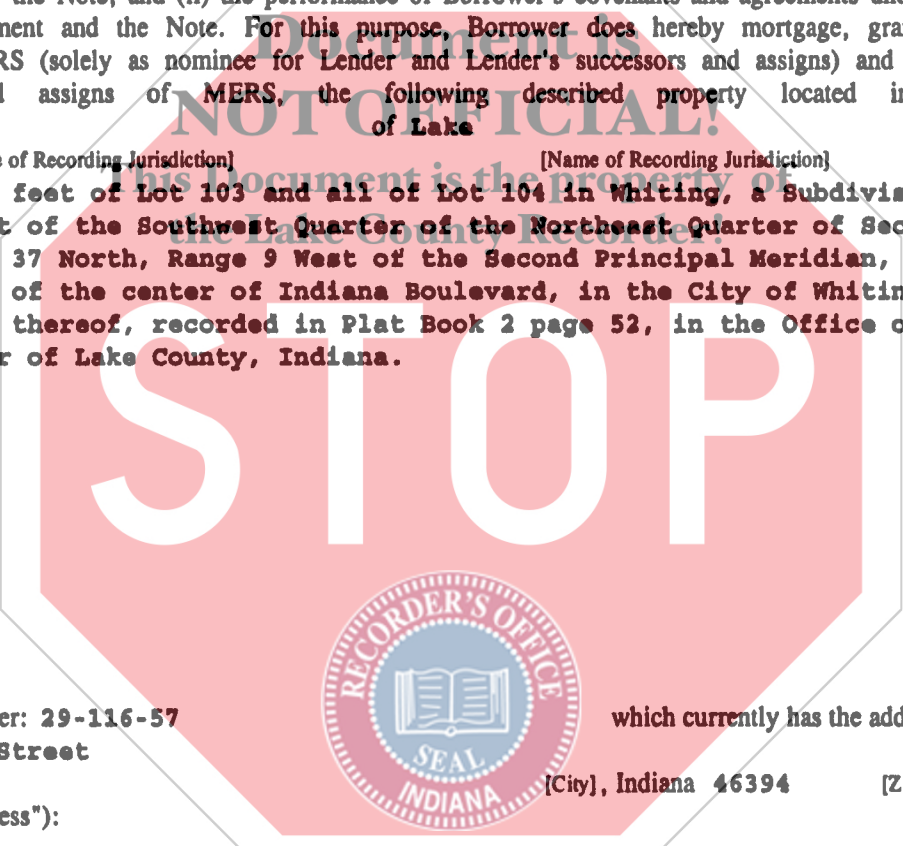 the Note; and (ii) the performance of Borrower's covenants and agreements
ment and the Note. For this purpose, Borrower does hereby mortgage,
(solely as nominee for Lender and Lender's successors and assigns) and
assigns of MERS, the following described property located in
of Lake
of Recording Jurisdiction] [Name of Recording Jurisdiction]
feet of Lot 103 and all of Lot 104 in Whiting, a Subdivis
of the Southwest Quarter of the Northeast Quarter of Sec
37 North, Range 9 West of the Second Principal Meridian,
of the center of Indiana Boulevard, in the City of Whitin
thereof, recorded in Plat Book 2 page 52, in the Office o
r of Lake County, Indiana.
Document is
NOT OFFICIAL!
This Document is the property of
the Lake County Recorder!
STOP
RECORDER'S OFFICE
SEAL
INDIANA
er: 29-116-57 which currently has the add
Street
[City], Indiana 46394 [Z
ess"):